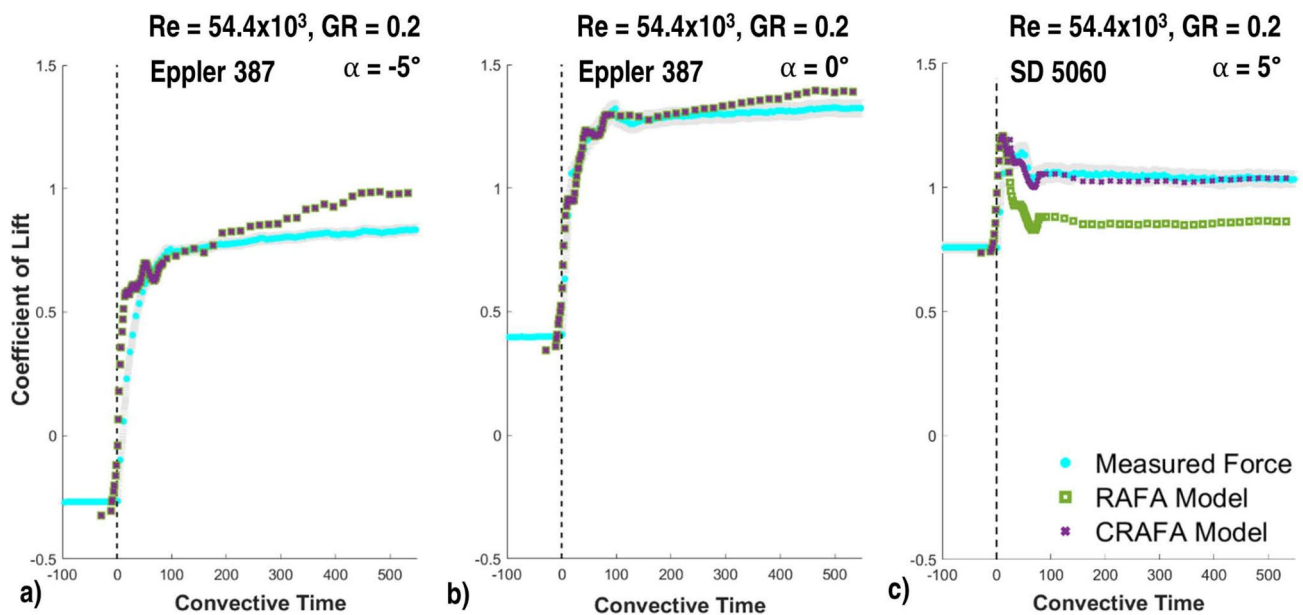 Re = 54.4x10³, GR = 0.2
Eppler 387 α = -5°
1.5
1
0.5
0
-0.5
-100 0 100 200 300 400 500
Coefficient of Lift
Convective Time
a)
Re = 54.4x10³, GR = 0.2
Eppler 387 α = 0°
1.5
1
0.5
0
-0.5
-100 0 100 200 300 400 500
Convective Time
b)
Re = 54.4x10³, GR = 0.2
SD 5060 α = 5°
1.5
1
0.5
0
-0.5
Measured Force
RAFA Model
CRAFA Model
-100 0 100 200 300 400 500
Convective Time
c)